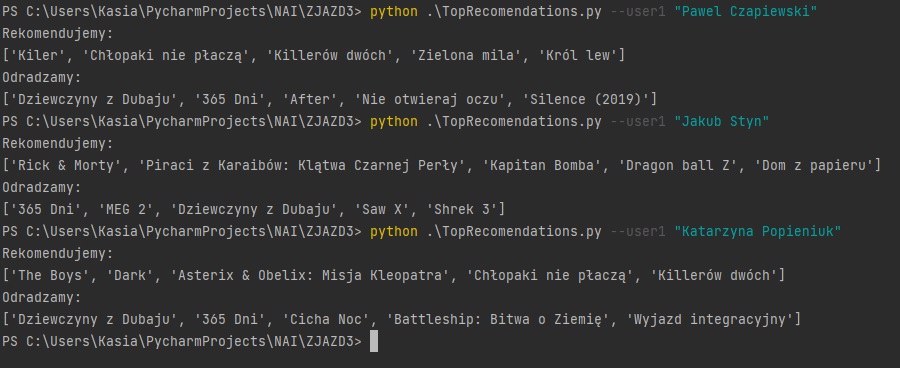 PS C:\Users\Kasia\PycharmProjects\NAI\ZJAZD3> python .\TopRecomendations.py --user1 "Pawel Czapiewski"
Rekomendujemy:
['Kiler', 'Chłopaki nie płaczą', 'Killerów dwóch', 'Zielona mila', 'Król lew']
Odradzamy:
['Dziewczyny z Dubaju', '365 Dni', 'After', 'Nie otwieraj oczu', 'Silence (2019)']
PS C:\Users\Kasia\PycharmProjects\NAI\ZJAZD3> python .\TopRecomendations.py --user1 "Jakub Styn"
Rekomendujemy:
['Rick & Morty', 'Piraci z Karaibów: Klątwa Czarnej Perły', 'Kapitan Bomba', 'Dragon ball Z', 'Dom z papieru']
Odradzamy:
['365 Dni', 'MEG 2', 'Dziewczyny z Dubaju', 'Saw X', 'Shrek 3']
PS C:\Users\Kasia\PycharmProjects\NAI\ZJAZD3> python .\TopRecomendations.py --user1 "Katarzyna Popieniuk"
Rekomendujemy:
['The Boys', 'Dark', 'Asterix & Obelix: Misja Kleopatra', 'Chłopaki nie płaczą', 'Killerów dwóch']
Odradzamy:
['Dziewczyny z Dubaju', '365 Dni', 'Cicha Noc', 'Battleship: Bitwa o Ziemię', 'Wyjazd integracyjny']
PS C:\Users\Kasia\PycharmProjects\NAI\ZJAZD3>